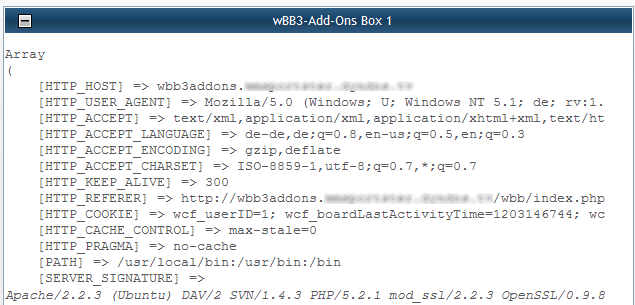 wBB3-Add-Ons Box 1
Array
(
[HTTP_HOST] => wbb3addons.
[HTTP_USER_AGENT] => Mozilla/5.0 (Windows; U; Windows NT 5.1; de; rv:1.
[HTTP_ACCEPT] => text/xml,application/xml,application/xhtml+xml,text/ht
[HTTP_ACCEPT_LANGUAGE] => de-de,de;q=0.8,en-us;q=0.5,en;q=0.3
[HTTP_ACCEPT_ENCODING] => gzip,deflate
[HTTP_ACCEPT_CHARSET] => ISO-8859-1,utf-8;q=0.7,*;q=0.7
[HTTP_KEEP_ALIVE] => 300
[HTTP_REFERER] => http://wbb3addons. /wbb/index.php
[HTTP_COOKIE] => wcf_userID=1; wcf_boardLastActivityTime=1203146744; wc
[HTTP_CACHE_CONTROL] => max-stale=0
[HTTP_PRAGMA] => no-cache
[PATH] => /usr/local/bin:/usr/bin:/bin
[SERVER_SIGNATURE] =>
Apache/2.2.3 (Ubuntu) DAV/2 SVN/1.4.3 PHP/5.2.1 mod_ssl/2.2.3 OpenSSL/0.9.8